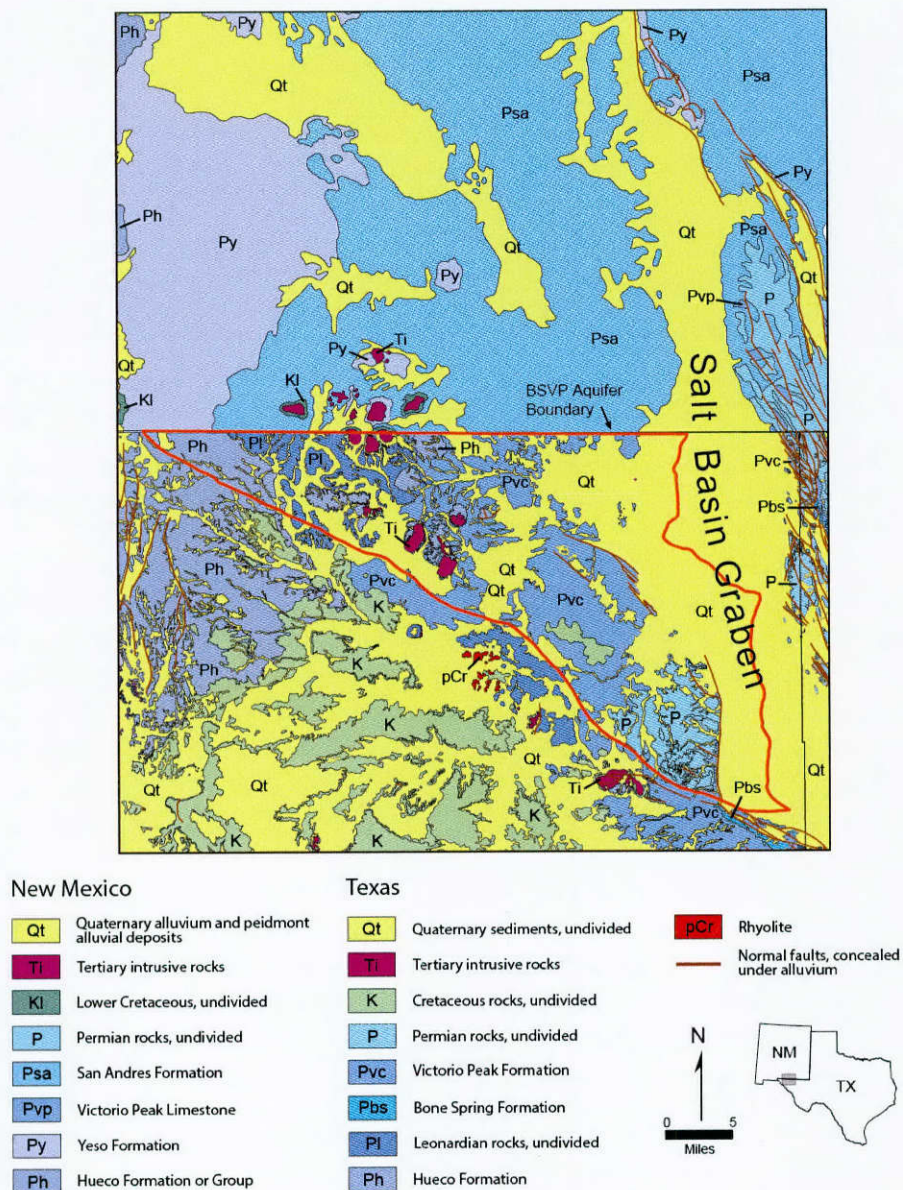 Ph
Py
Qt
Psa
Py
Psa
Py
Ph
Py
Qt
Psa
Qt
Py
Qt
Qt
Pvp
P
Psa
Qt
Py
Ti
Kl
Kl
BSVP Aquifer
Boundary
P
Salt Basin Graben
Ph
Pl
Pl
Ph
Pvc
Qt
Pvc
Pbs
Ti
Ph
Qt
Qt
Pvc
Pvc
K
P
Qt
Ph
K
pCr
K
P
P
Qt
Qt
Qt
Ti
Pbs
Qt
K
K
K
K
Pvc
New Mexico
Qt Quaternary alluvium and peidmont
alluvial deposits
Ti Tertiary intrusive rocks
Kl Lower Cretaceous, undivided
P Permian rocks, undivided
Psa San Andres Formation
Pvp Victorio Peak Limestone
Py Yeso Formation
Ph Hueco Formation or Group
Texas
Qt Quaternary sediments, undivided
Ti Tertiary intrusive rocks
K Cretaceous rocks, undivided
P Permian rocks, undivided
Pvc Victorio Peak Formation
Pbs Bone Spring Formation
Pl Leonardian rocks, undivided
Ph Hueco Formation
pCr Rhyolite
Normal faults, concealed
under alluvium
N
0 5
Miles
NM
TX